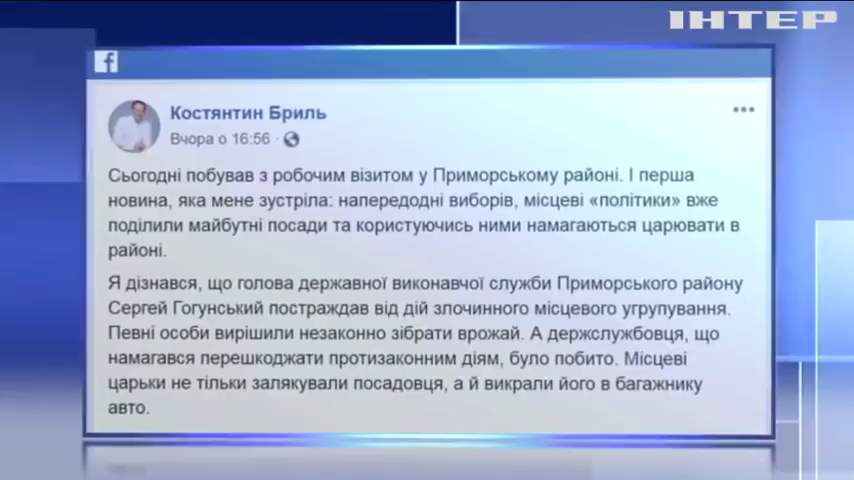 ІНТЕР
f
Костянтин Бриль
Вчора о 16:56 ·
Сьогодні побував з робочим візитом у Приморському районі. І перша
новина, яка мене зустріла: напередодні виборів, місцеві «політики» вже
поділили майбутні посади та користуючись ними намагаються царювати в
районі.
Я дізнався, що голова державної виконавчої служби Приморського району
Сергей Гогунський постраждав від дій злочинного місцевого угрупування.
Певні особи вирішили незаконно зібрати врожай. А держслужбовця, що
намагався перешкоджати протизаконним діям, було побито. Місцеві
царьки не тільки залякували посадовця, а й викрали його в багажнику
авто.